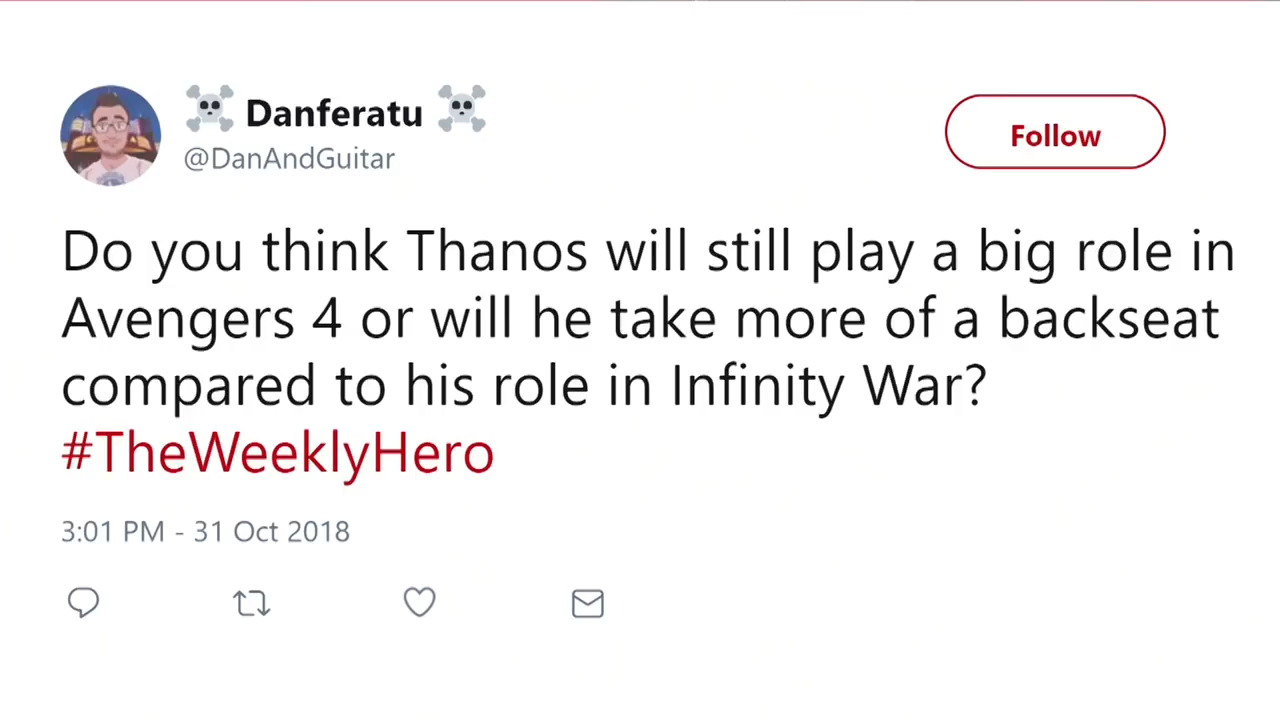 ☠ Danferatu ☠
@DanAndGuitar
Follow
Do you think Thanos will still play a big role in
Avengers 4 or will he take more of a backseat
compared to his role in Infinity War?
#TheWeeklyHero
3:01 PM - 31 Oct 2018